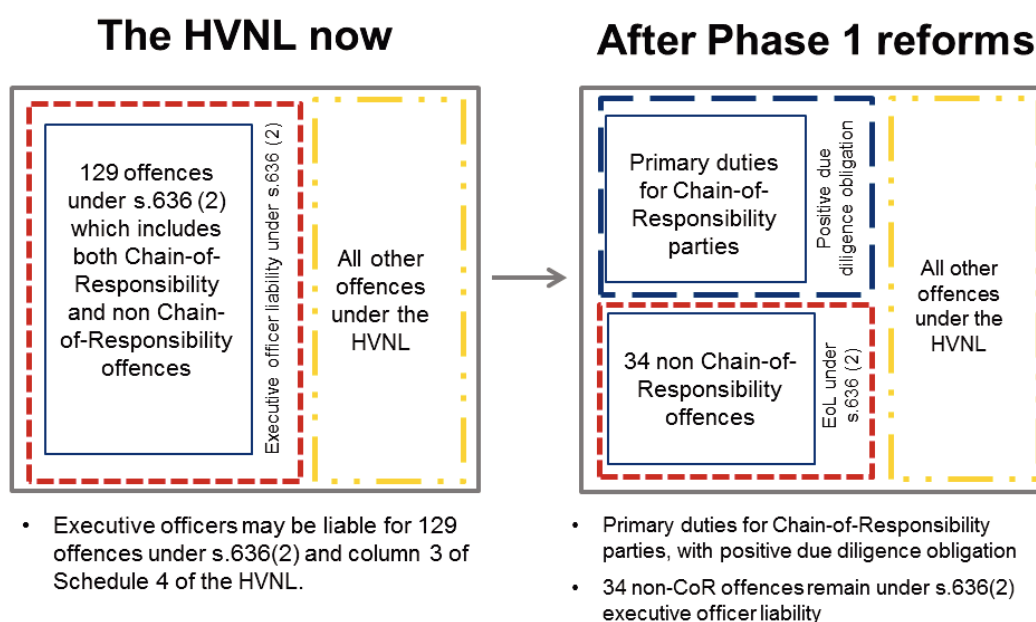 The HVNL now
129 offences
under s.636 (2)
which includes
both Chain-of-
Responsibility
and non Chain-
of-Responsibility
offences
Executive officer liability under s.636 (2)
All other
offences
under the
HVNL
• Executive officers may be liable for 129
offences under s.636(2) and column 3 of
Schedule 4 of the HVNL.
After Phase 1 reforms
Primary duties
for Chain-of-
Responsibility
parties
Positive due
diligence obligation
34 non Chain-of-
Responsibility
offences
EoL under
s.636 (2)
All other
offences
under the
HVNL
• Primary duties for Chain-of-Responsibility
parties, with positive due diligence obligation
• 34 non-CoR offences remain under s.636(2)
executive officer liability